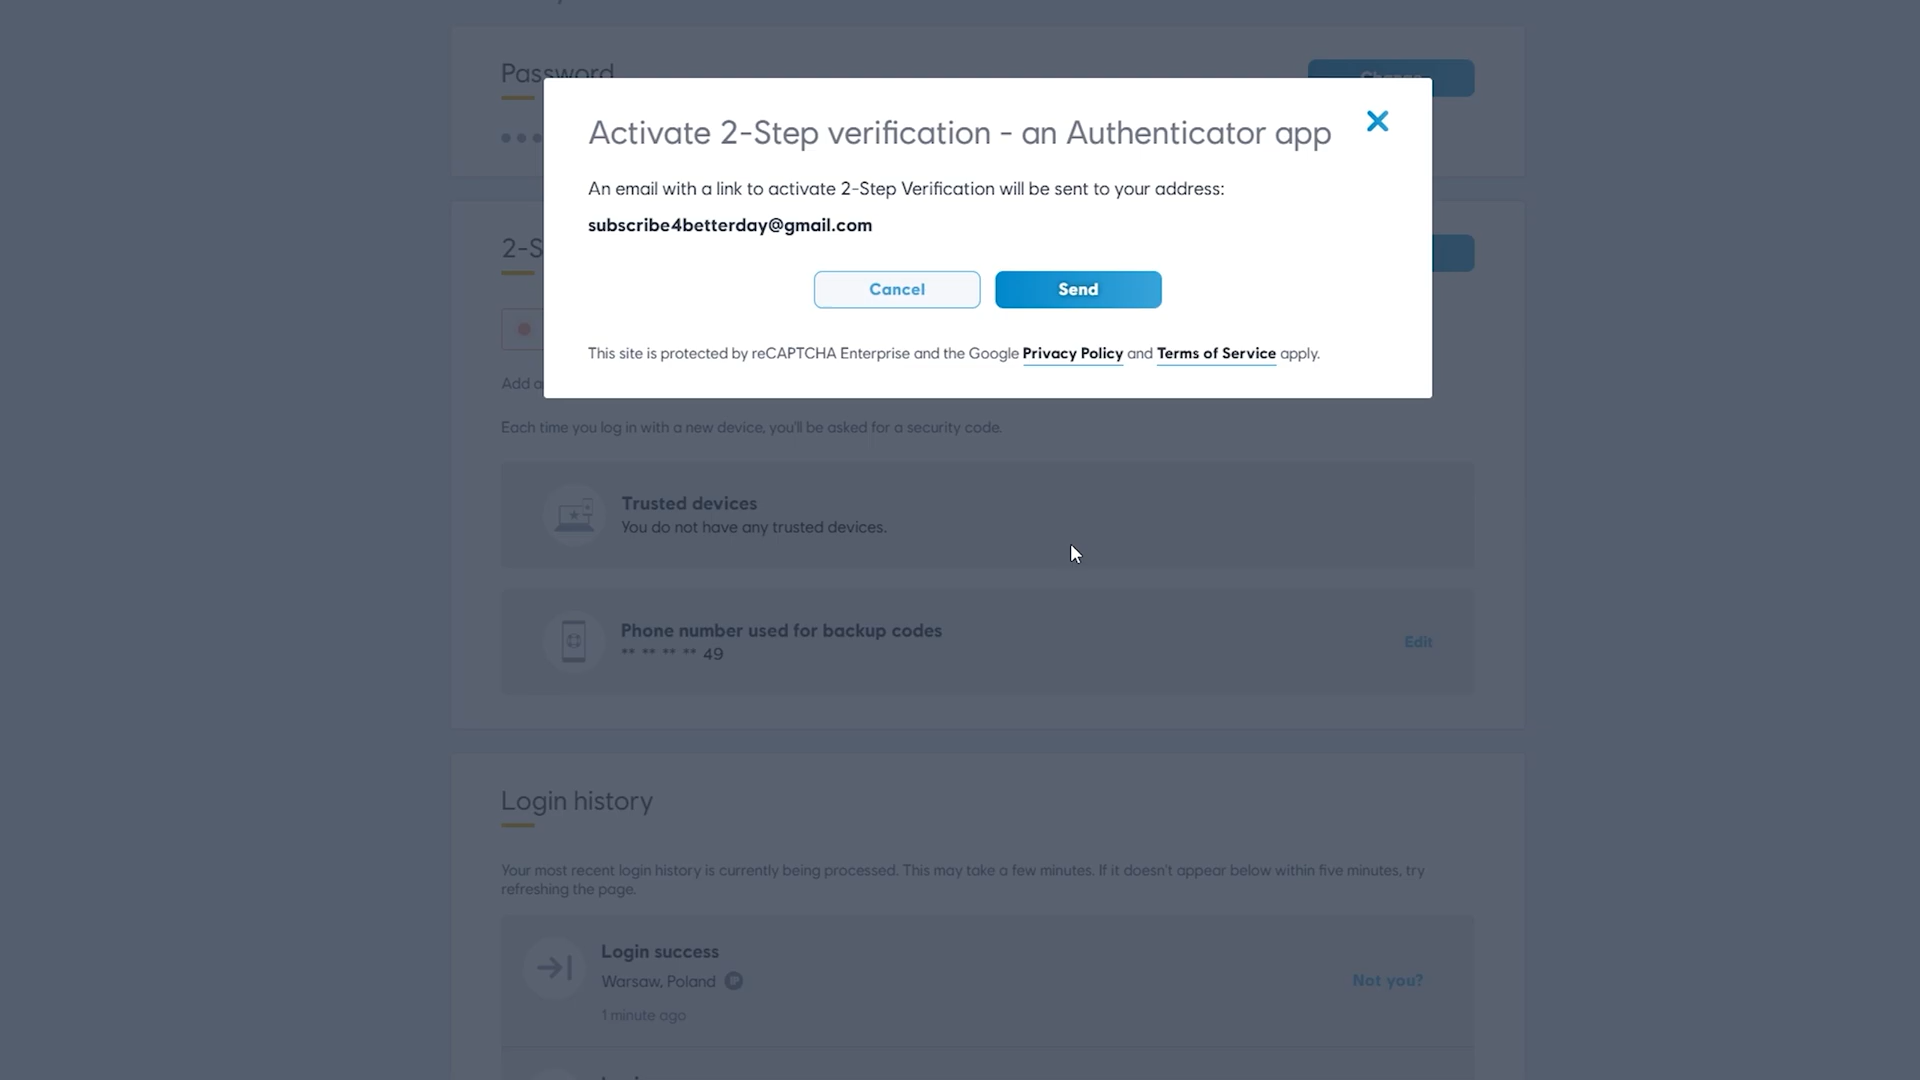 Password
Change
Activate 2-Step verification - an Authenticator app
An email with a link to activate 2-Step Verification will be sent to your address:
subscribe4betterday@gmail.com
2-S
Cancel
Send
This site is protected by reCAPTCHA Enterprise and the Google Privacy Policy and Terms of Service apply.
Add
Each time you log in with a new device, you'll be asked for a security code.
Trusted devices
You do not have any trusted devices.
Phone number used for backup codes
** ** ** ** 49
Edit
Login history
Your most recent login history is currently being processed. This may take a few minutes. If it doesn't appear below within five minutes, try
refreshing the page.
Login success
Warsaw, Poland
IP
Not you?
1 minute ago